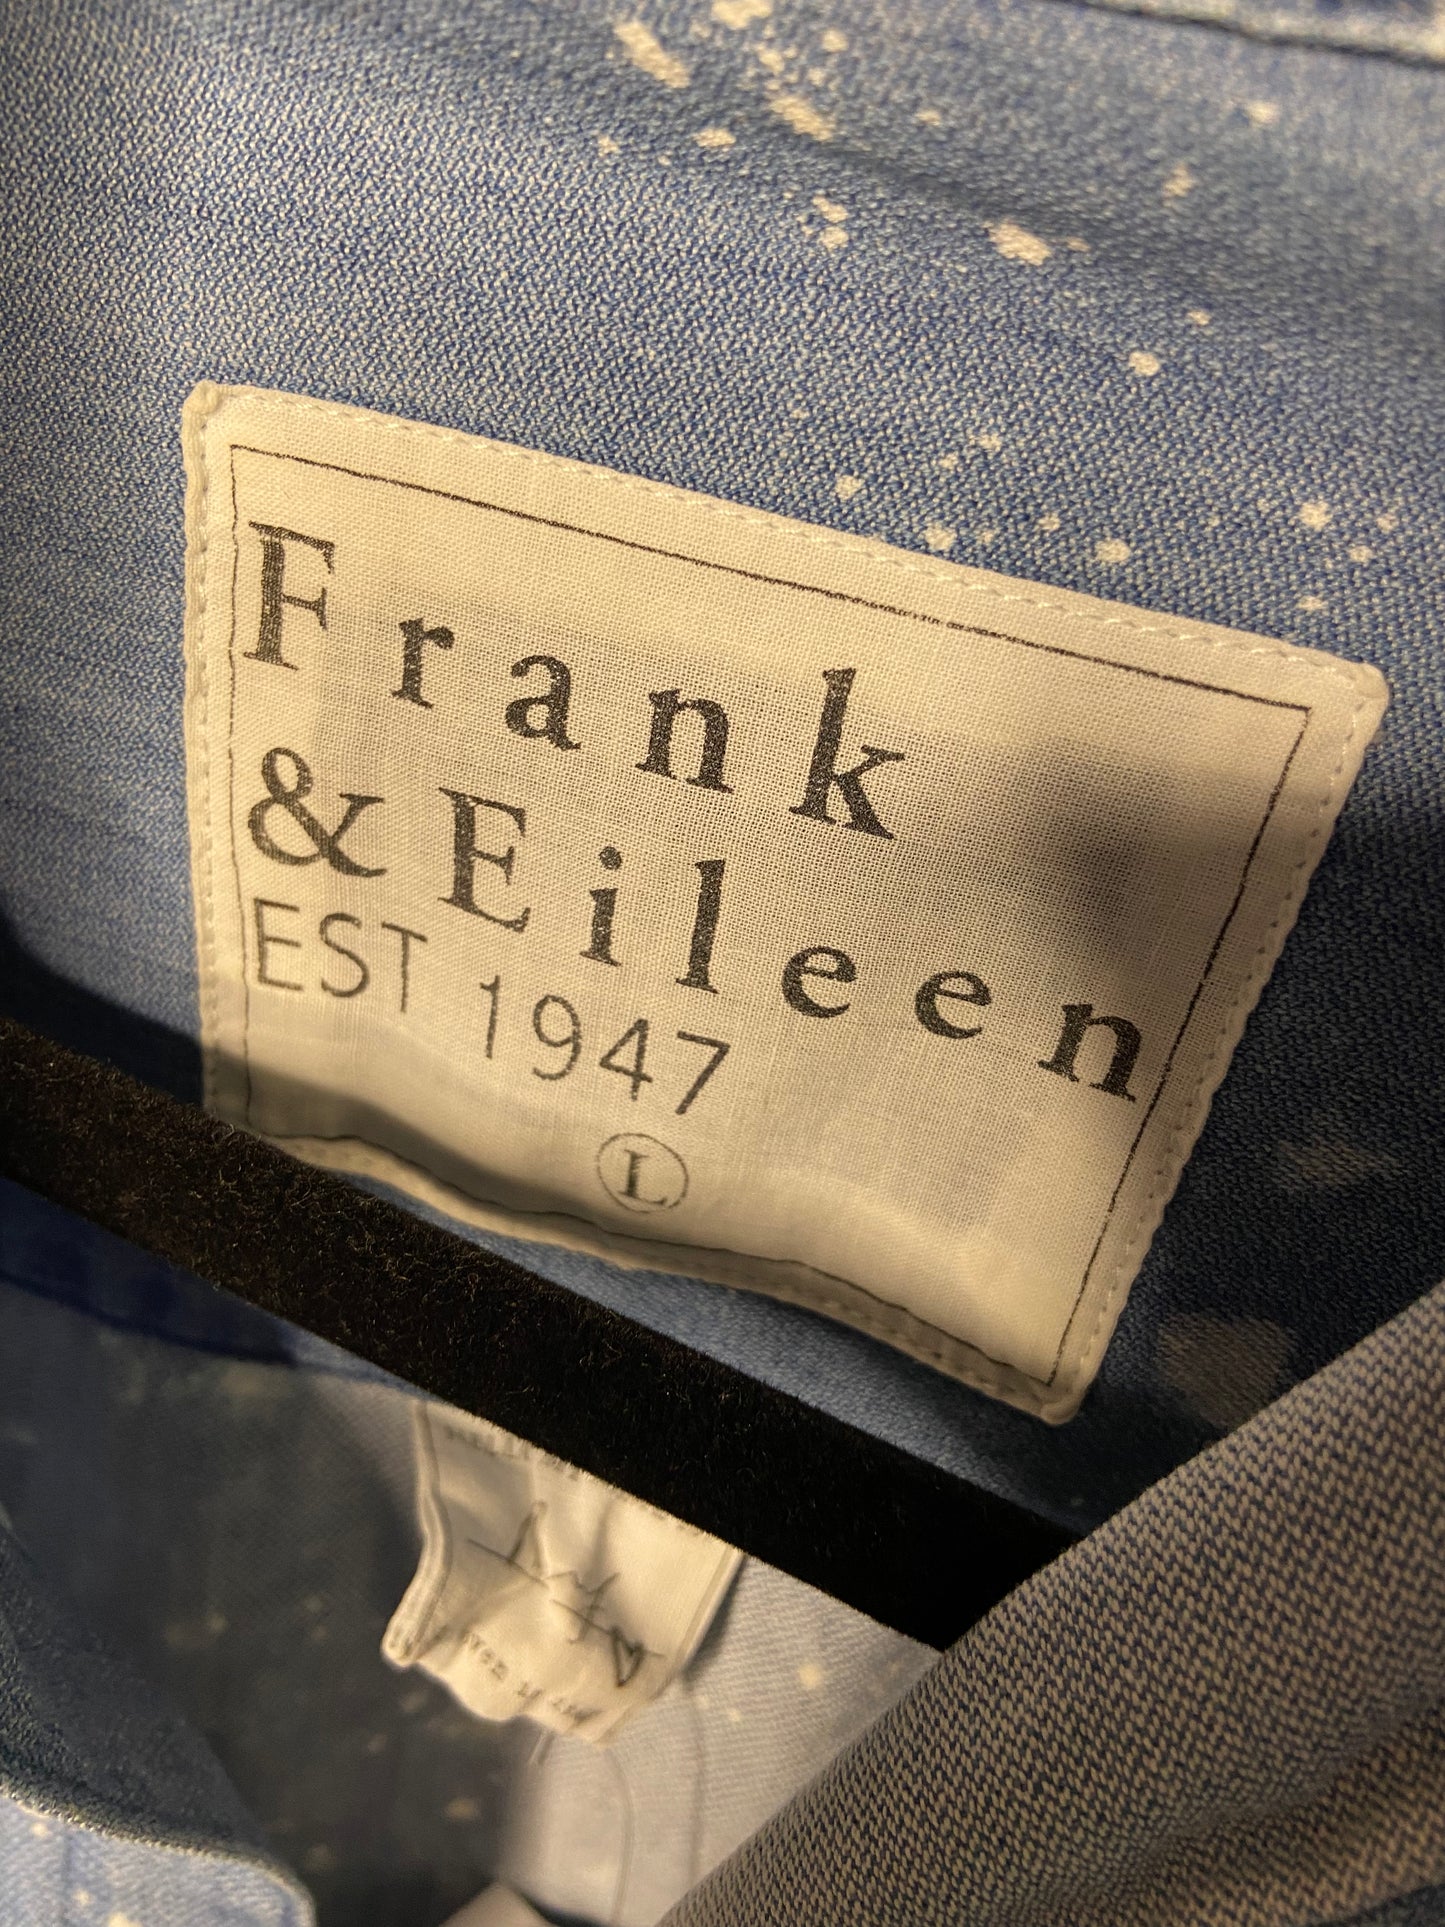 Frank
& Eileen
EST 1947
L